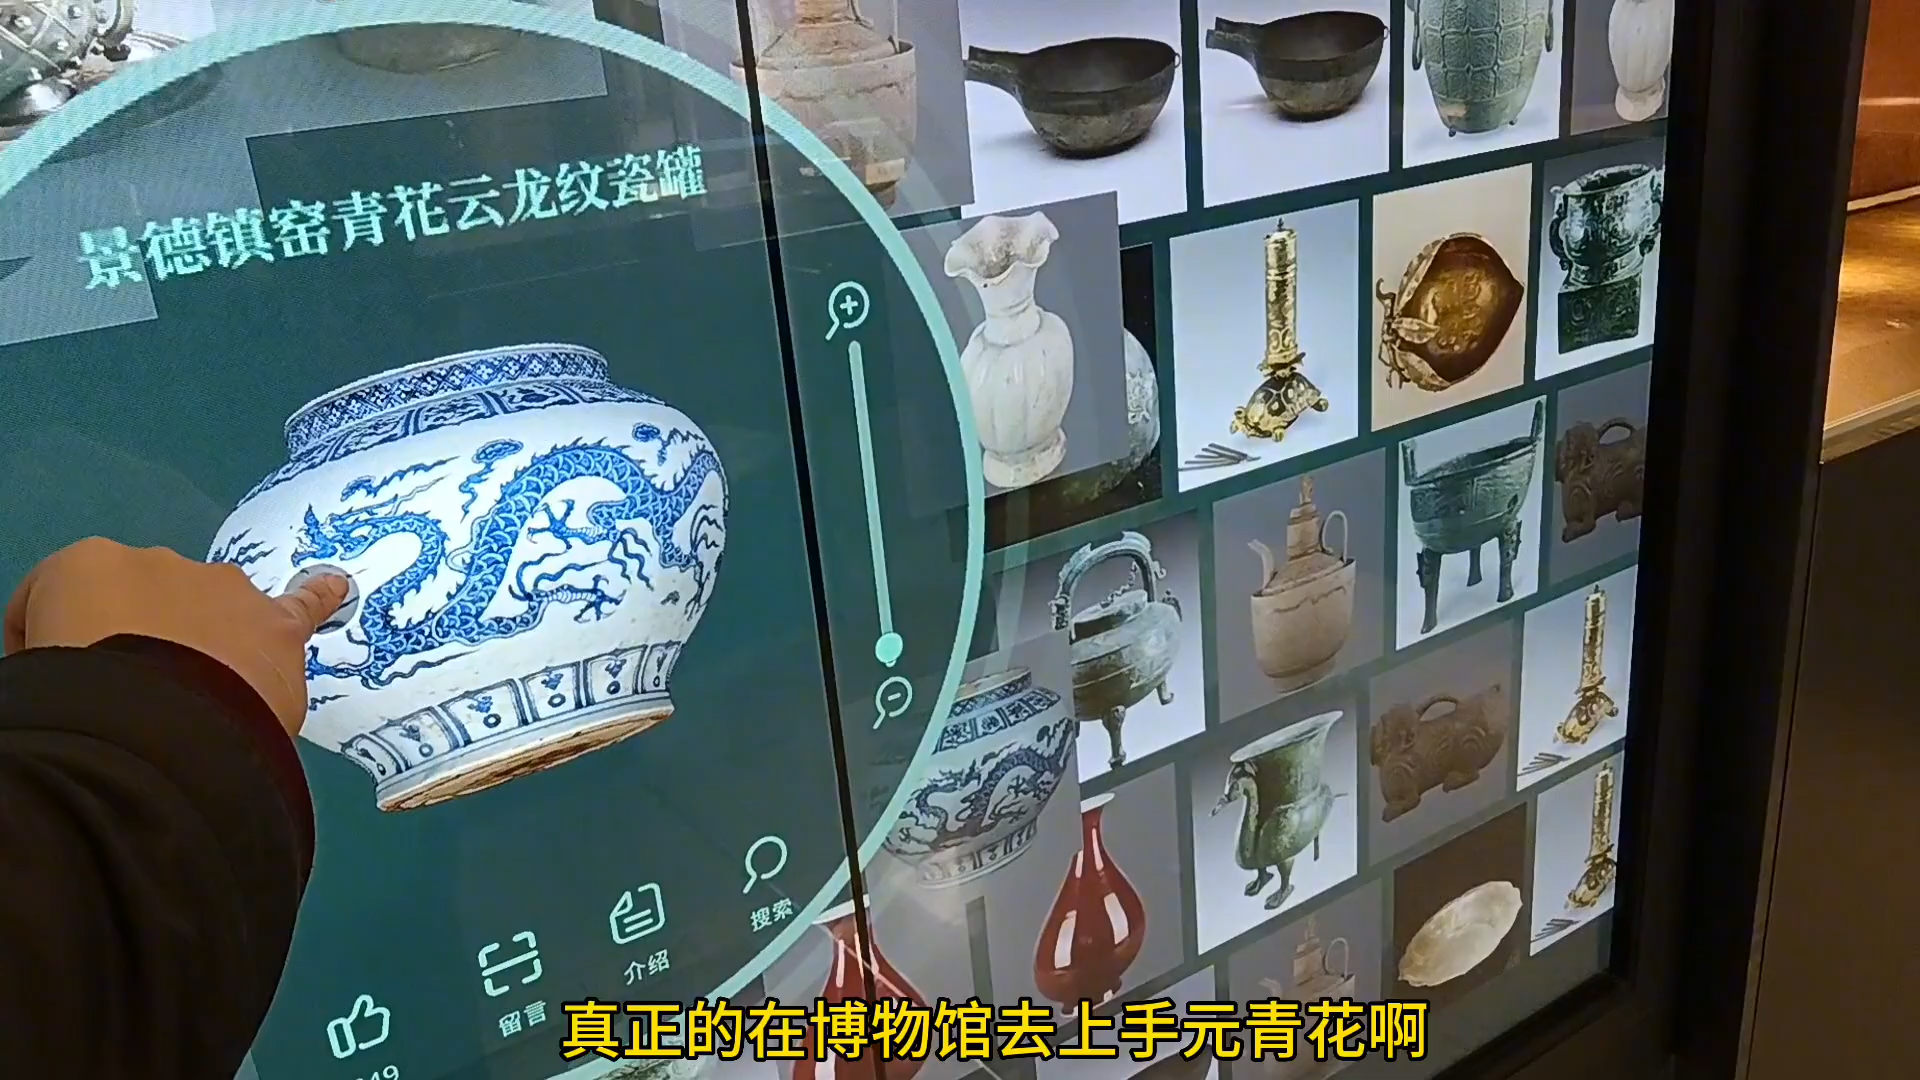 景德镇窑青花云龙纹瓷罐
搜索
介绍
留言
真正的在博物馆去上手元青花啊